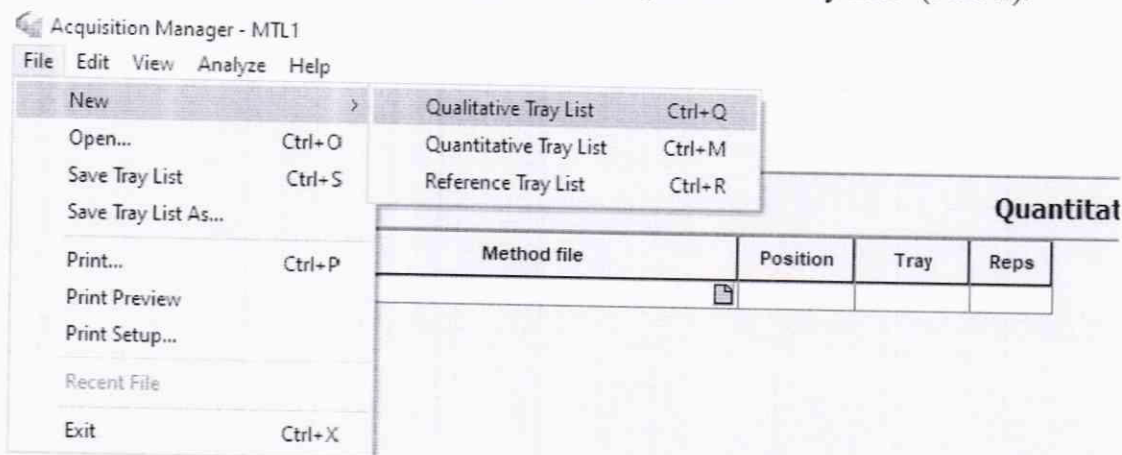 Acquisition Manager - MTL1
File Edit View Analyze Help
New >
Open... Ctrl+O
Save Tray List Ctrl+S
Save Tray List As...
Print... Ctrl+P
Print Preview
Print Setup...
Recent File
Exit Ctrl+X
Qualitative Tray List Ctrl+Q
Quantitative Tray List Ctrl+M
Reference Tray List Ctrl+R
Quantitat
Method file Position Tray Reps